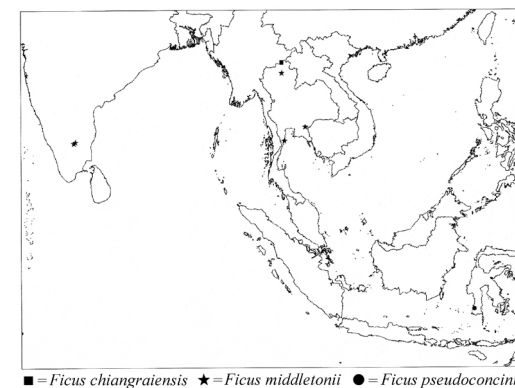 ■ = Ficus chiangraiensis ★ = Ficus middletonii ● = Ficus pseudoconcin